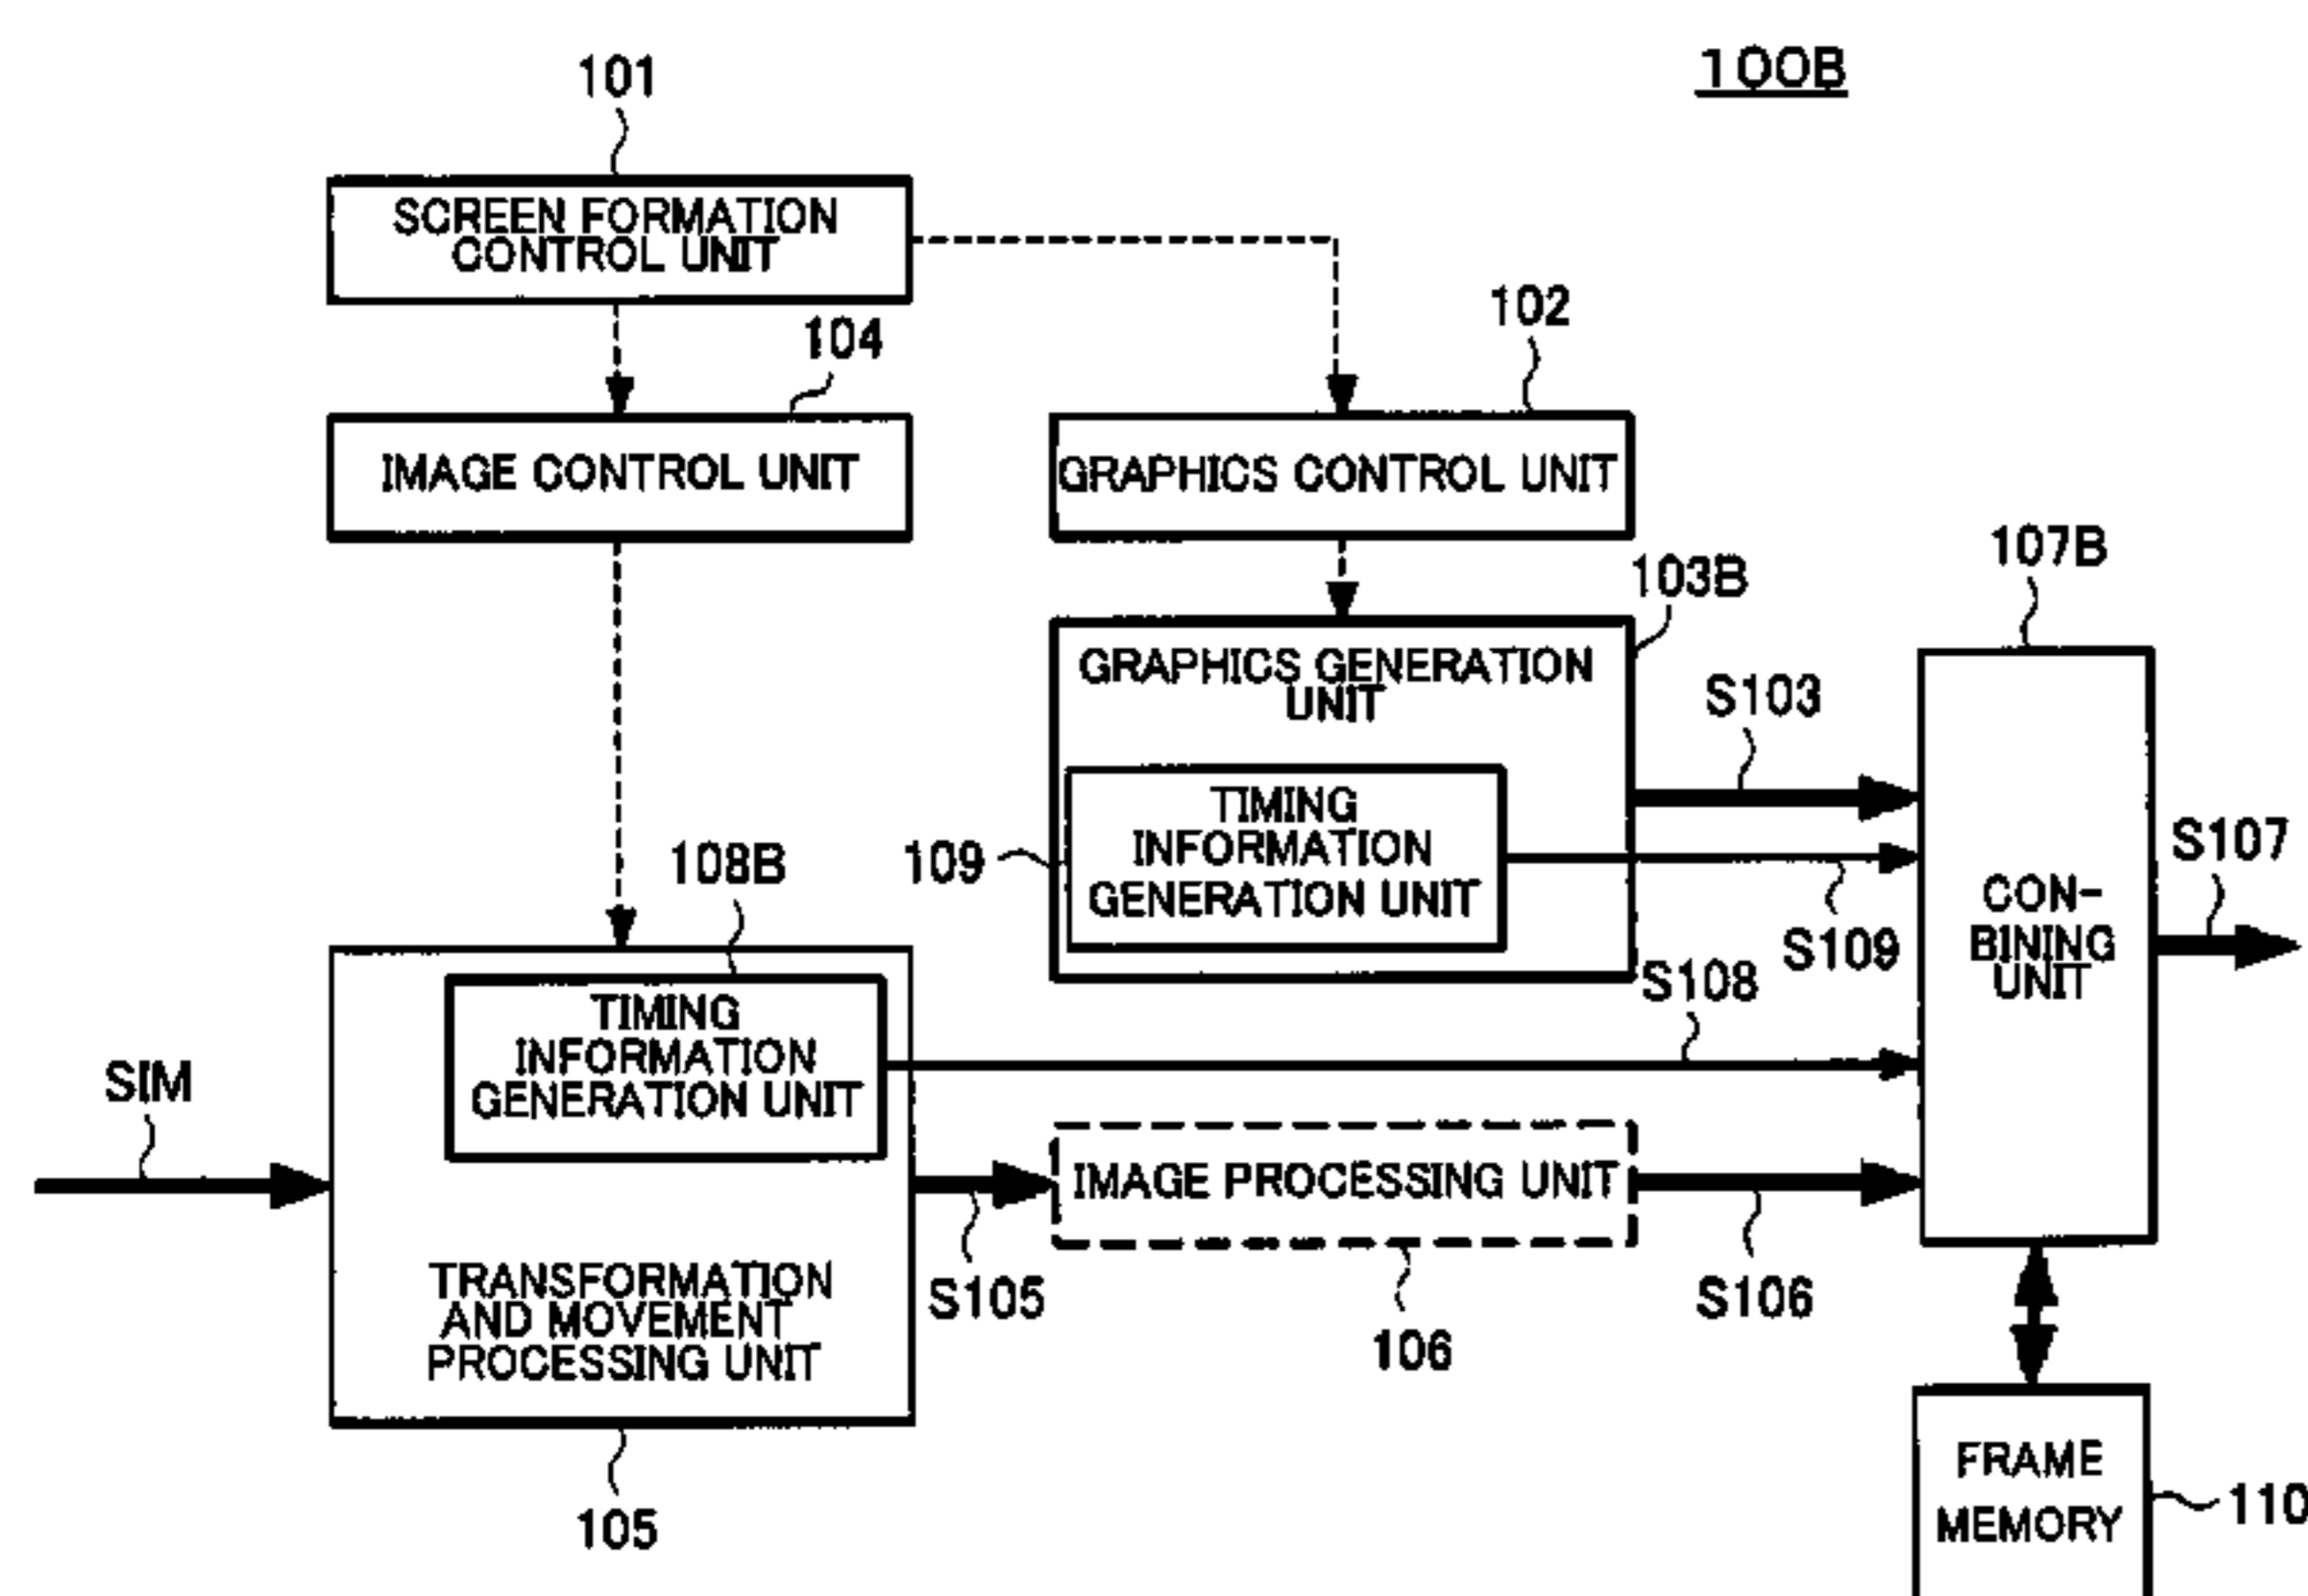 100B
101
SCREEN FORMATION
CONTROL UNIT
104
102
IMAGE CONTROL UNIT
GRAPHICS CONTROL UNIT
103B
107B
GRAPHICS GENERATION
UNIT
S103
109
TIMING
INFORMATION
GENERATION UNIT
S109
S107
CON-
BINING
UNIT
108B
S108
TIMING
INFORMATION
GENERATION UNIT
SIM
IMAGE PROCESSING UNIT
S105
S106
106
TRANSFORMATION
AND MOVEMENT
PROCESSING UNIT
105
FRAME
MEMORY
110